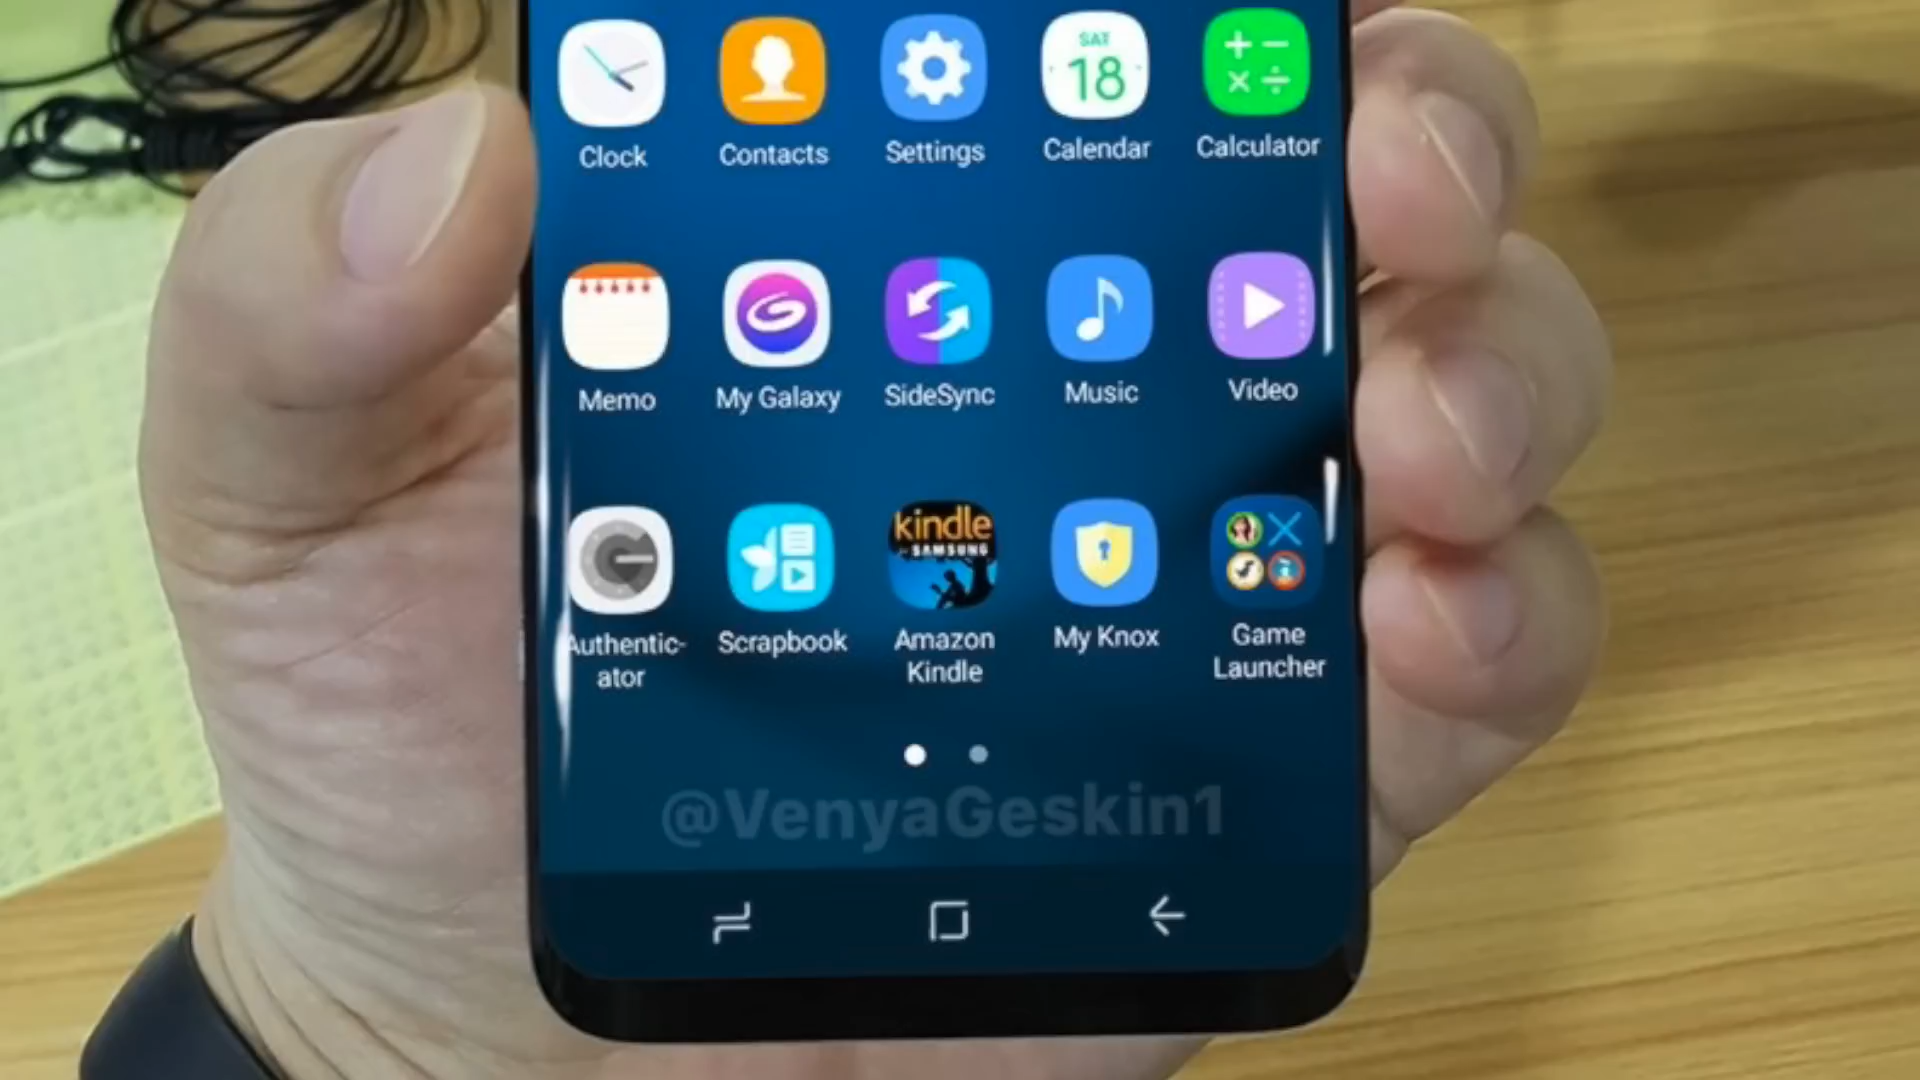 SAT
18
Clock
Contacts
Settings
Calendar
Calculator
Memo
My Galaxy
SideSync
Music
Video
kindle
SAMSUNG
Authentic-
ator
Scrapbook
Amazon
Kindle
My Knox
Game
Launcher
@VenyaGeskin1